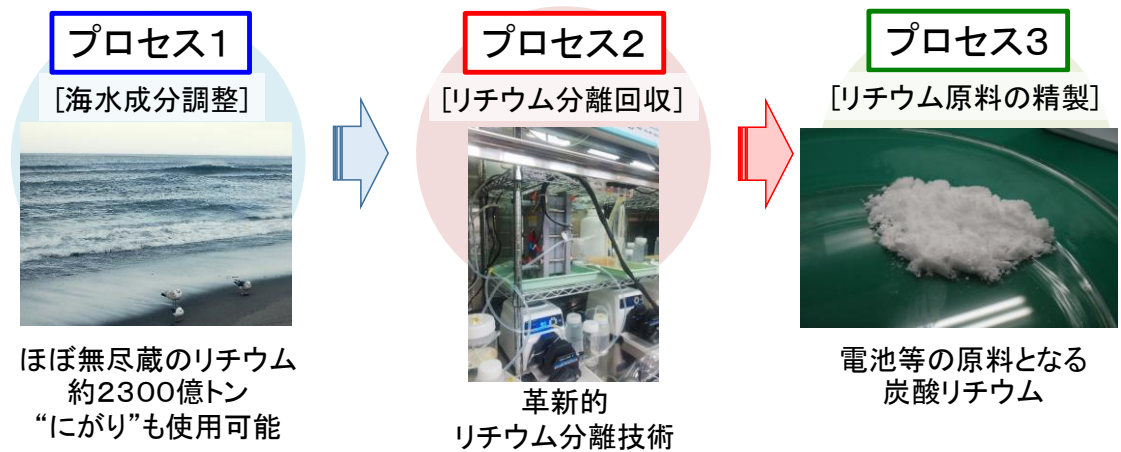 プロセス1
[海水成分調整]
ほぼ無尽蔵のリチウム
約2300億トン
“にがり”も使用可能
プロセス2
[リチウム分離回収]
革新的
リチウム分離技術
プロセス3
[リチウム原料の精製]
電池等の原料となる
炭酸リチウム